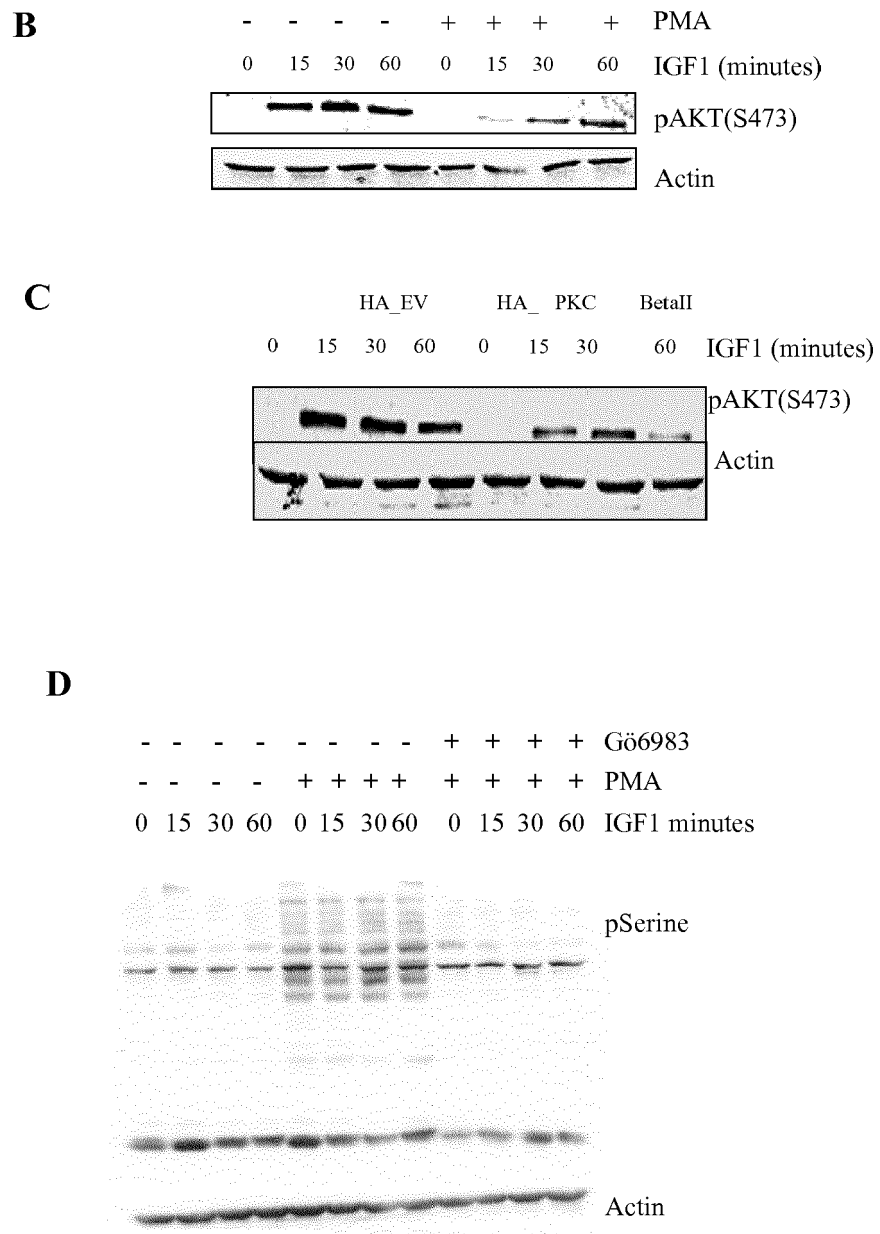 B
- - - - + + + + PMA
0 15 30 60 0 15 30 60 IGF1 (minutes)
pAKT(S473)
Actin
C
HA_EV HA_ PKC BetaII
0 15 30 60 0 15 30 60 IGF1 (minutes)
pAKT(S473)
Actin
D
- - - - - - - - + + + + Gö6983
- - - - + + + + + + + + PMA
0 15 30 60 0 15 30 60 0 15 30 60 IGF1 minutes
pSerine
Actin